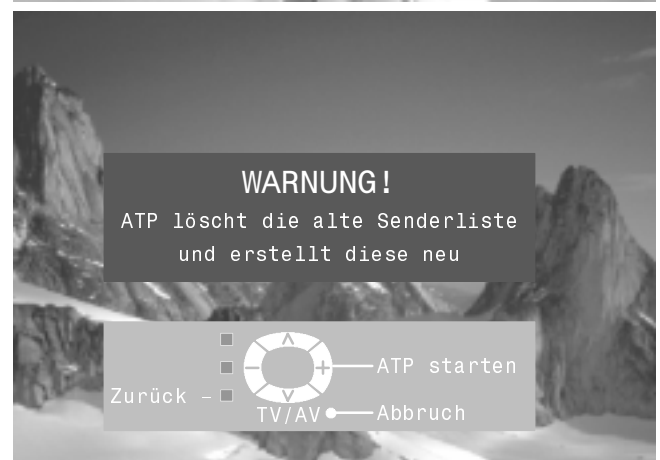 WARNUNG!
ATP löscht die alte Senderliste
und erstellt diese neu
ATP starten
Zurück –
TV/AV
Abbruch